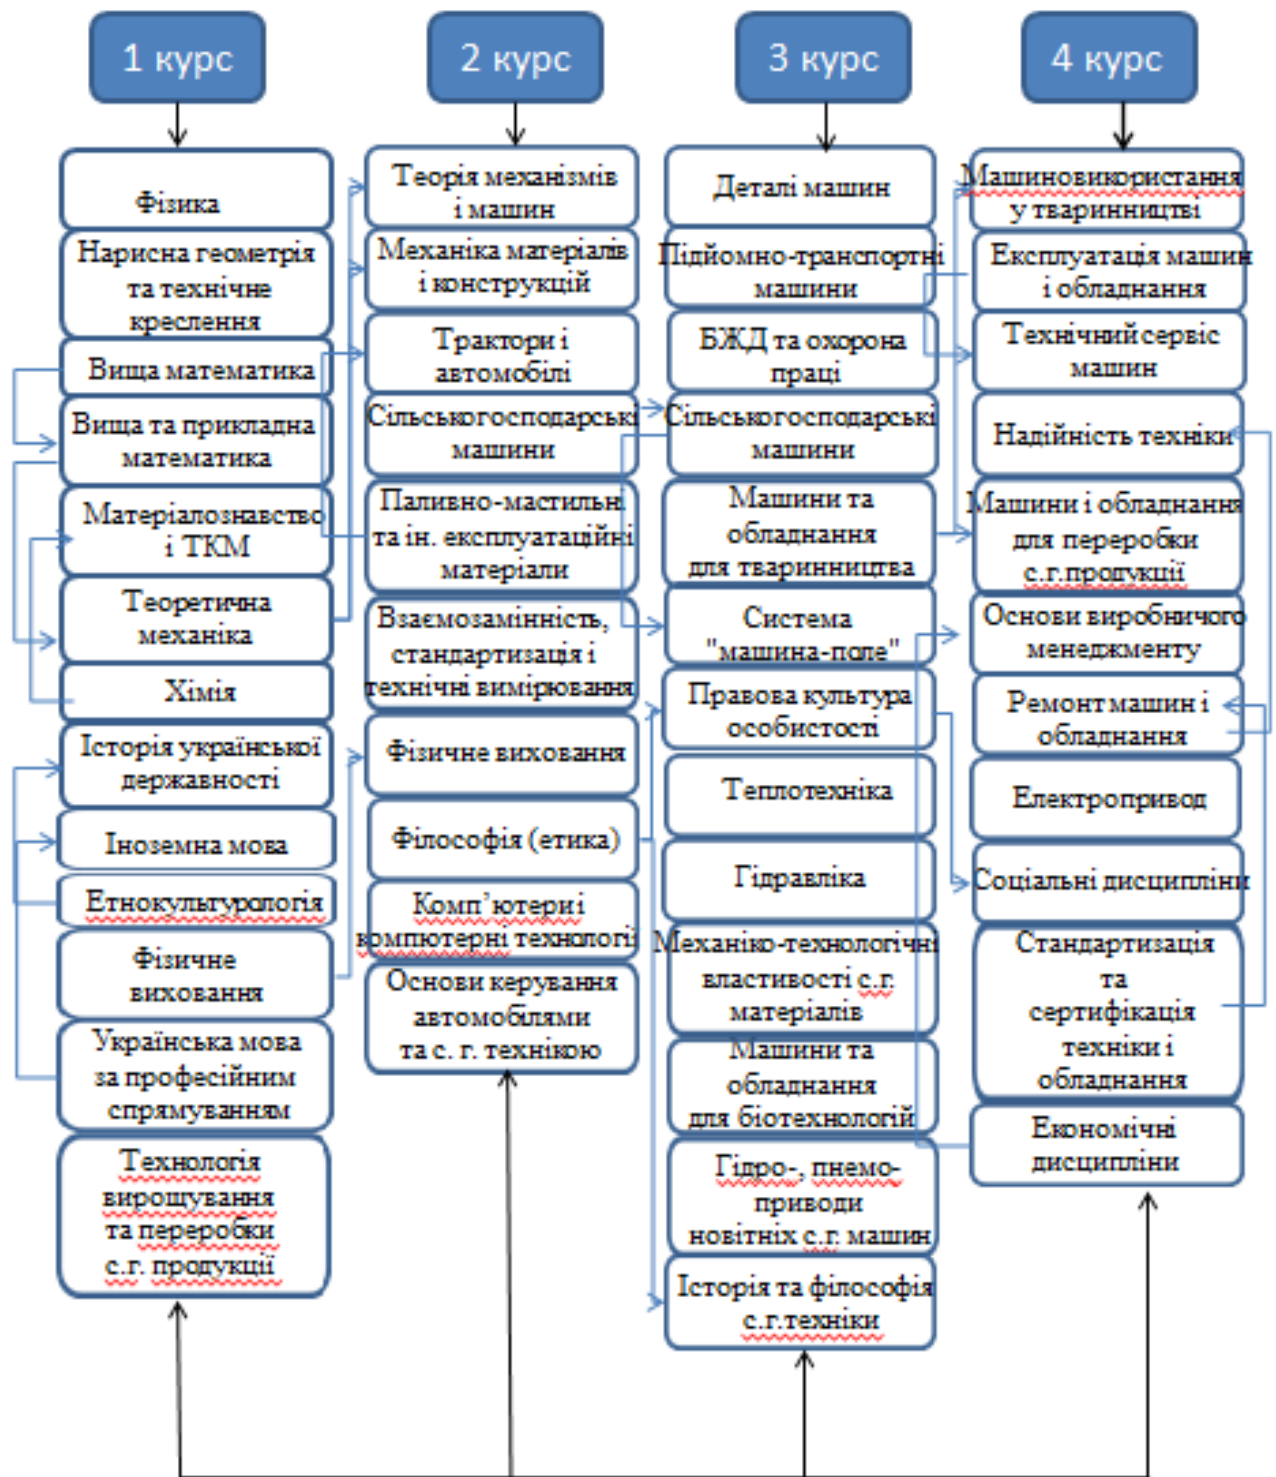 1 курс
2 курс
3 курс
4 курс
Фізика
Нарисна геометрія
та технічне
креслення
Вища математика
Вища та прикладна
математика
Матеріалознавство
і ТКМ
Теоретична
механіка
Хімія
Історія української
державності
Іноземна мова
Етнокультурологія
Фізичне
виховання
Українська мова
за професійним
спрямуванням
Технологія
вирощування
та переробки
с.г. продукції
Теорія механізмів
і машин
Механіка матеріалів
і конструкцій
Трактори і
автомобілі
Сільськогосподарські
машини
Паливно-мастильні
та ін. експлуатаційні
матеріали
Взаємозамінність,
стандартизація і
технічні вимірювання
Фізичне виховання
Філософія (етика)
Комп’ютери і
компютерні технології
Основи керування
автомобілями
та с. г. технікою
Деталі машин
Підйомно-транспортні
машини
БЖД та охорона
праці
Сільськогосподарські
машини
Машини та
обладнання
для тваринництва
Система
"машина-поле"
Правова культура
особистості
Теплотехніка
Гідравліка
Механіко-технологічні
властивості с.г.
матеріалів
Машини та
обладнання
для біотехнологій
Гідро-, пнемо-
приводи
новітніх с.г. машин
Історія та філософія
с.г.техніки
Машиновикористання
у тваринництві
Експлуатація машин
і обладнання
Технічний сервіс
машин
Надійність техніки
Машини і обладнання
для переробки
с.г.продукції
Основи виробничого
менеджменту
Ремонт машин і
обладнання
Електропривод
Соціальні дисципліни
Стандартизація
та
сертифікація
техніки і
обладнання
Економічні
дисципліни